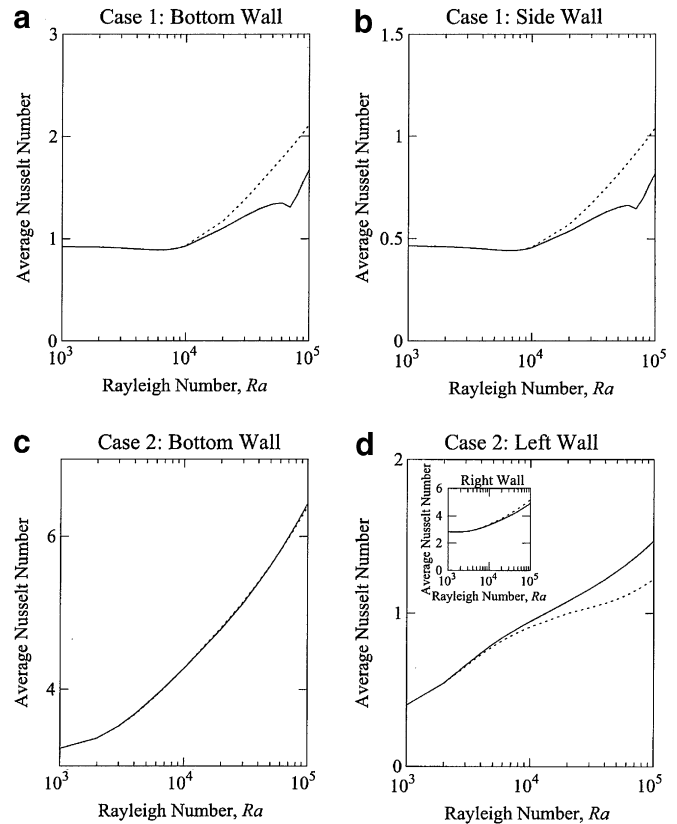 a Case 1: Bottom Wall
Average Nusselt Number
3
2
1
0
10^3 10^4 10^5
Rayleigh Number, Ra
b Case 1: Side Wall
Average Nusselt Number
1.5
1
0.5
0
10^3 10^4 10^5
Rayleigh Number, Ra
c Case 2: Bottom Wall
Average Nusselt Number
6
4
10^3 10^4 10^5
Rayleigh Number, Ra
d Case 2: Left Wall
Average Nusselt Number
2
1
0
10^3 10^4 10^5
Rayleigh Number, Ra
Right Wall
Average Nusselt Number
6
4
2
0
10^3 10^4 10^5
Rayleigh Number, Ra